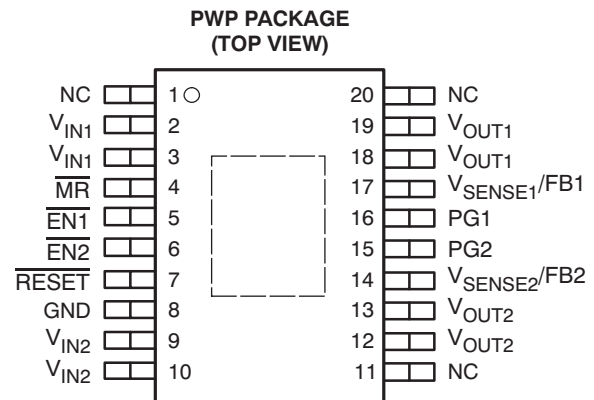 PWP PACKAGE
(TOP VIEW)
NC 1 20 NC
VIN1 2 19 VOUT1
VIN1 3 18 VOUT1
MR 4 17 VSENSE1/FB1
EN1 5 16 PG1
EN2 6 15 PG2
RESET 7 14 VSENSE2/FB2
GND 8 13 VOUT2
VIN2 9 12 VOUT2
VIN2 10 11 NC